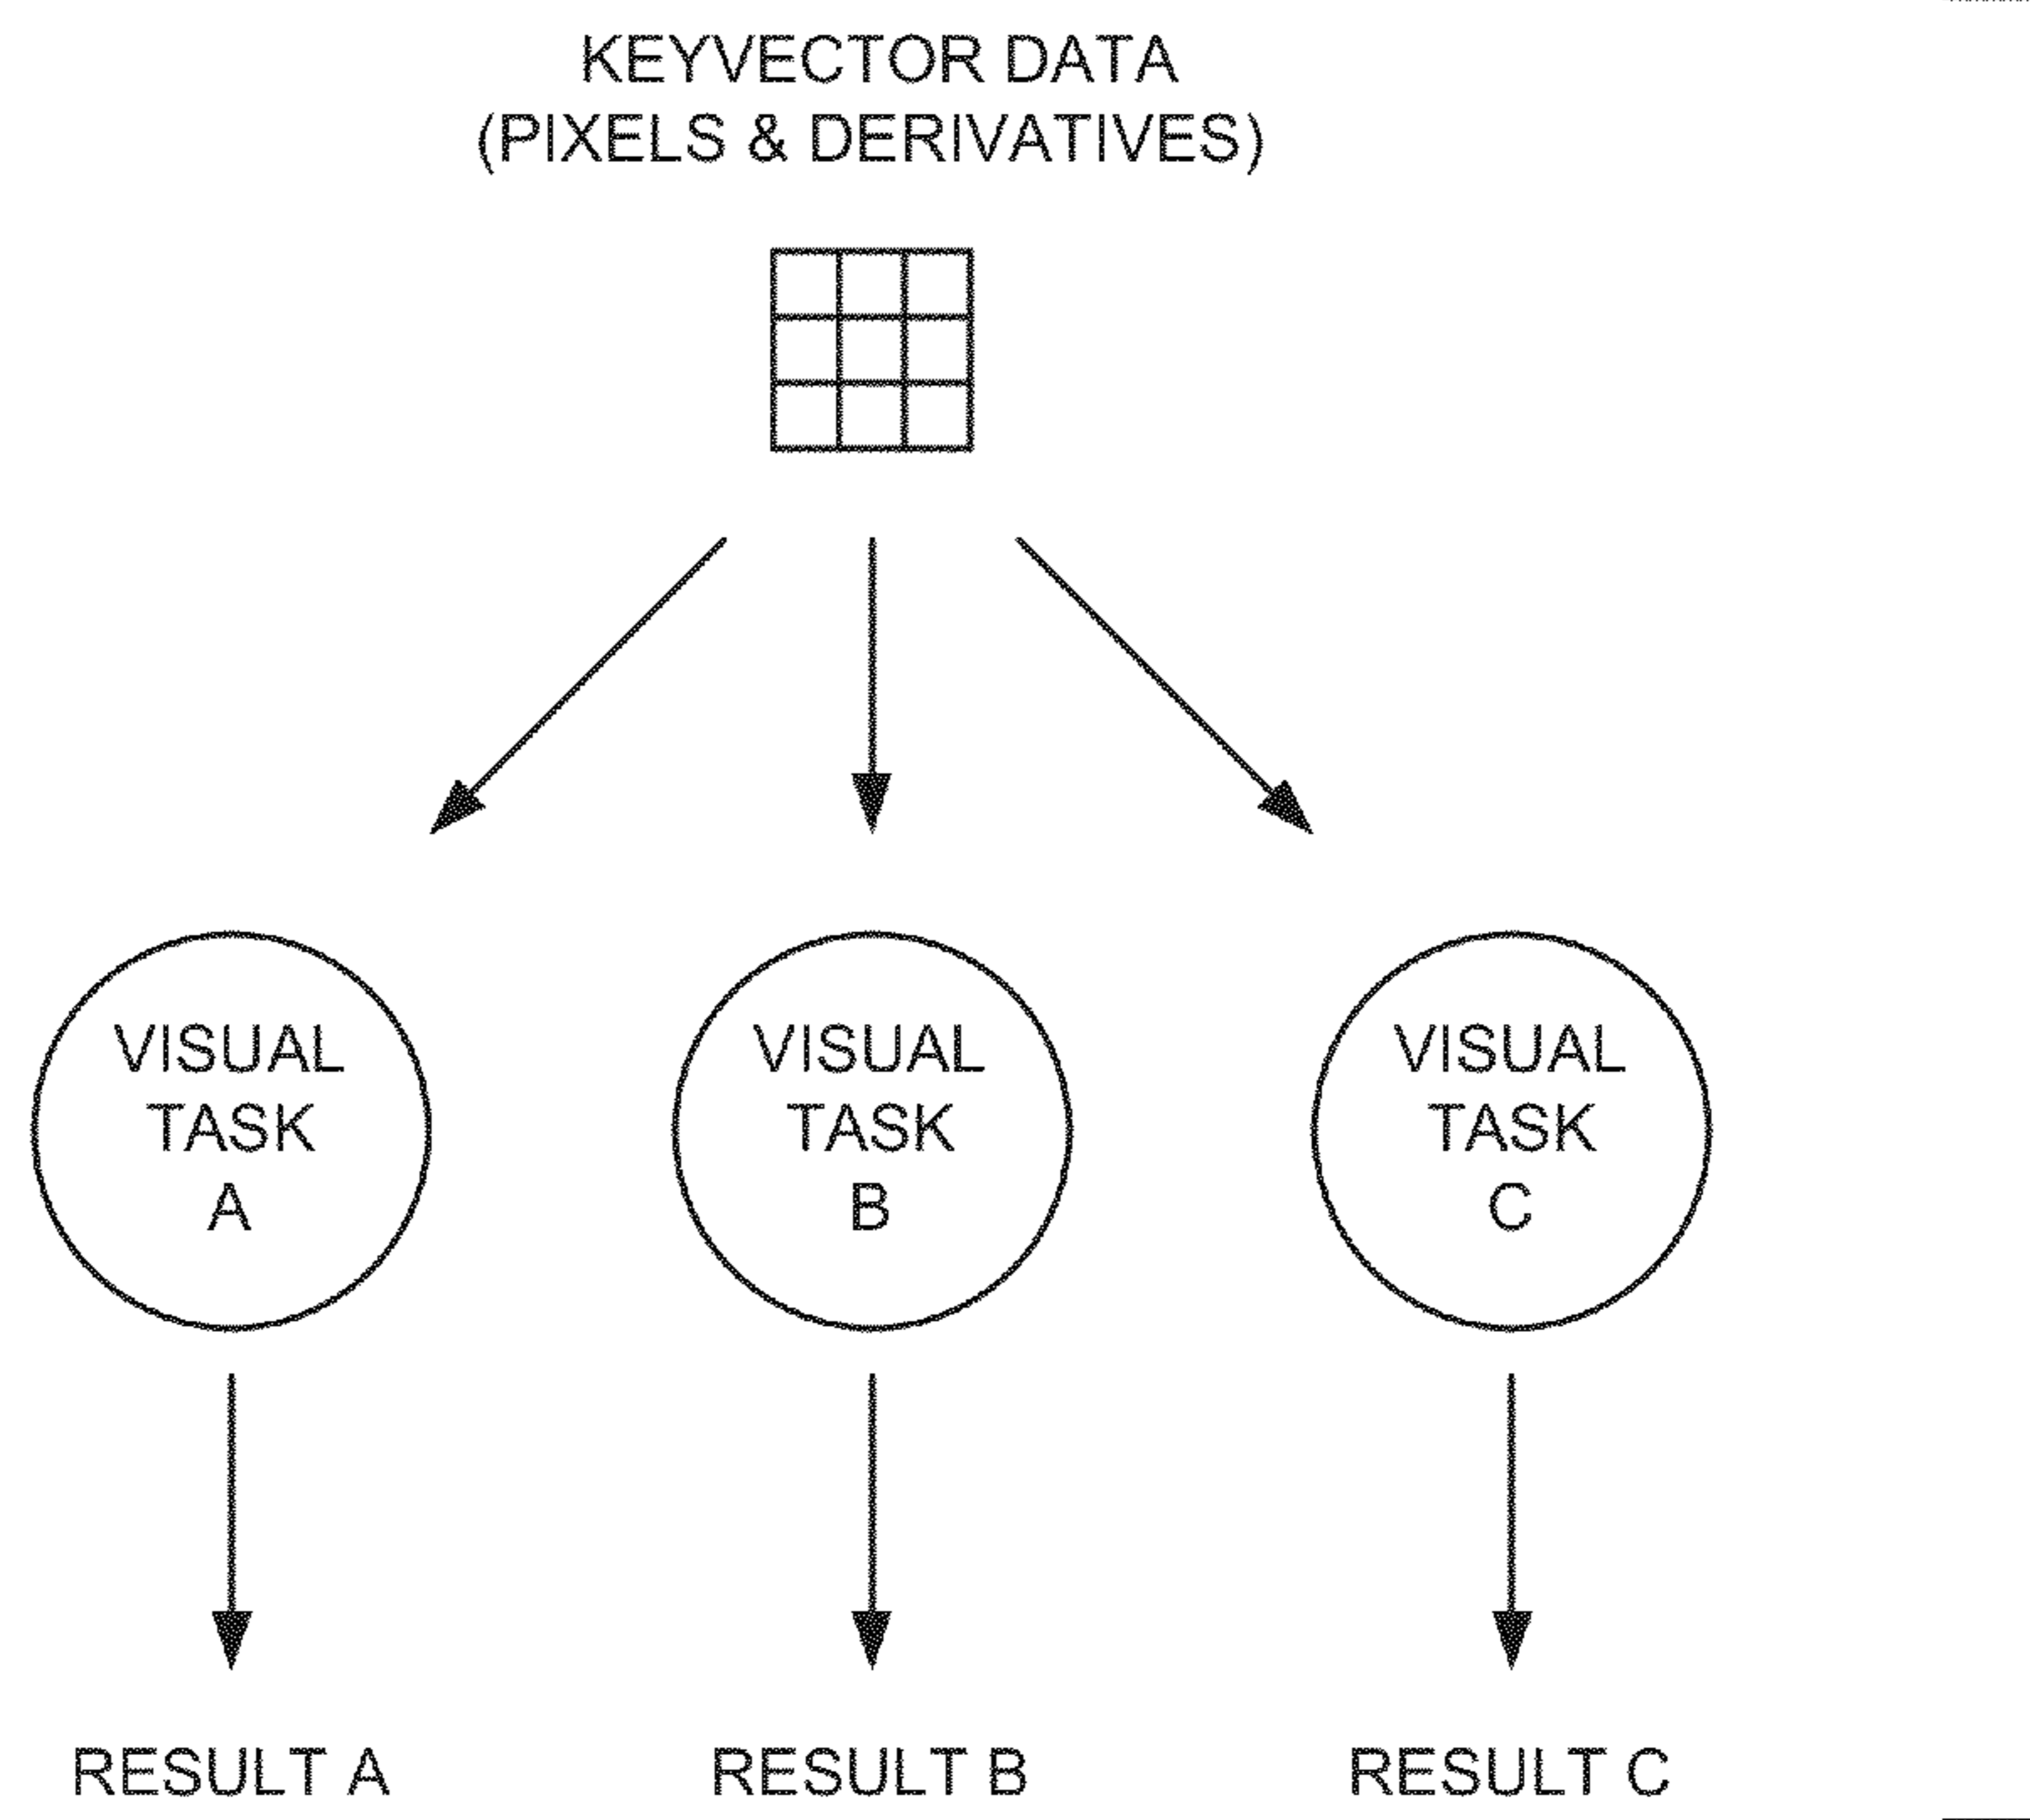 KEYVECTOR DATA
(PIXELS & DERIVATIVES)
VISUAL
TASK
A
VISUAL
TASK
B
VISUAL
TASK
C
RESULT A
RESULT B
RESULT C